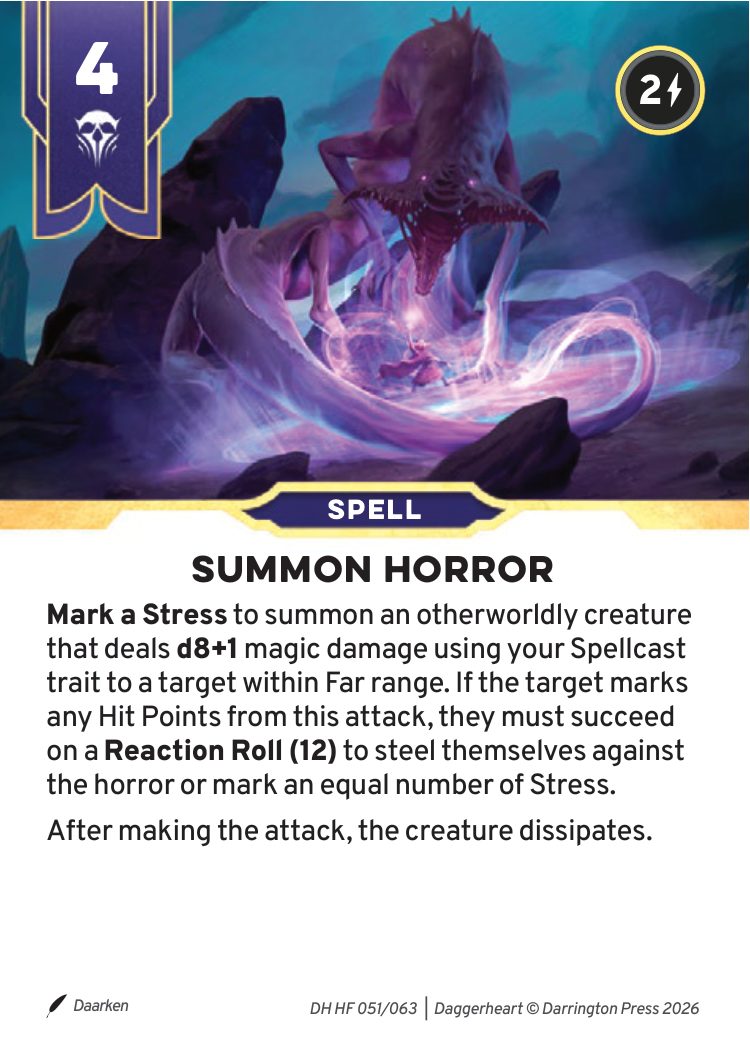 4
2
SPELL
SUMMON HORROR
Mark a Stress to summon an otherworldly creature
that deals d8+1 magic damage using your Spellcast
trait to a target within Far range. If the target marks
any Hit Points from this attack, they must succeed
on a Reaction Roll (12) to steel themselves against
the horror or mark an equal number of Stress.
After making the attack, the creature dissipates.
Daarken
DH HF 051/063 | Daggerheart © Darrington Press 2026